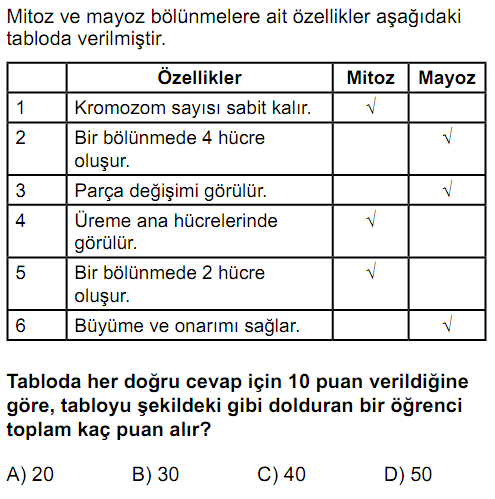 Mitoz ve mayoz bölünmelere ait özellikler aşağıdaki
tabloda verilmiştir.
Özellikler Mitoz Mayoz
1 Kromozom sayısı sabit kalır. √
2 Bir bölünmede 4 hücre
oluşur. √
3 Parça değişimi görülür. √
4 Üreme ana hücrelerinde
görülür. √
5 Bir bölünmede 2 hücre
oluşur. √
6 Büyüme ve onarımı sağlar. √
Tabloda her doğru cevap için 10 puan verildiğine
göre, tabloyu şekildeki gibi dolduran bir öğrenci
toplam kaç puan alır?
A) 20 B) 30 C) 40 D) 50